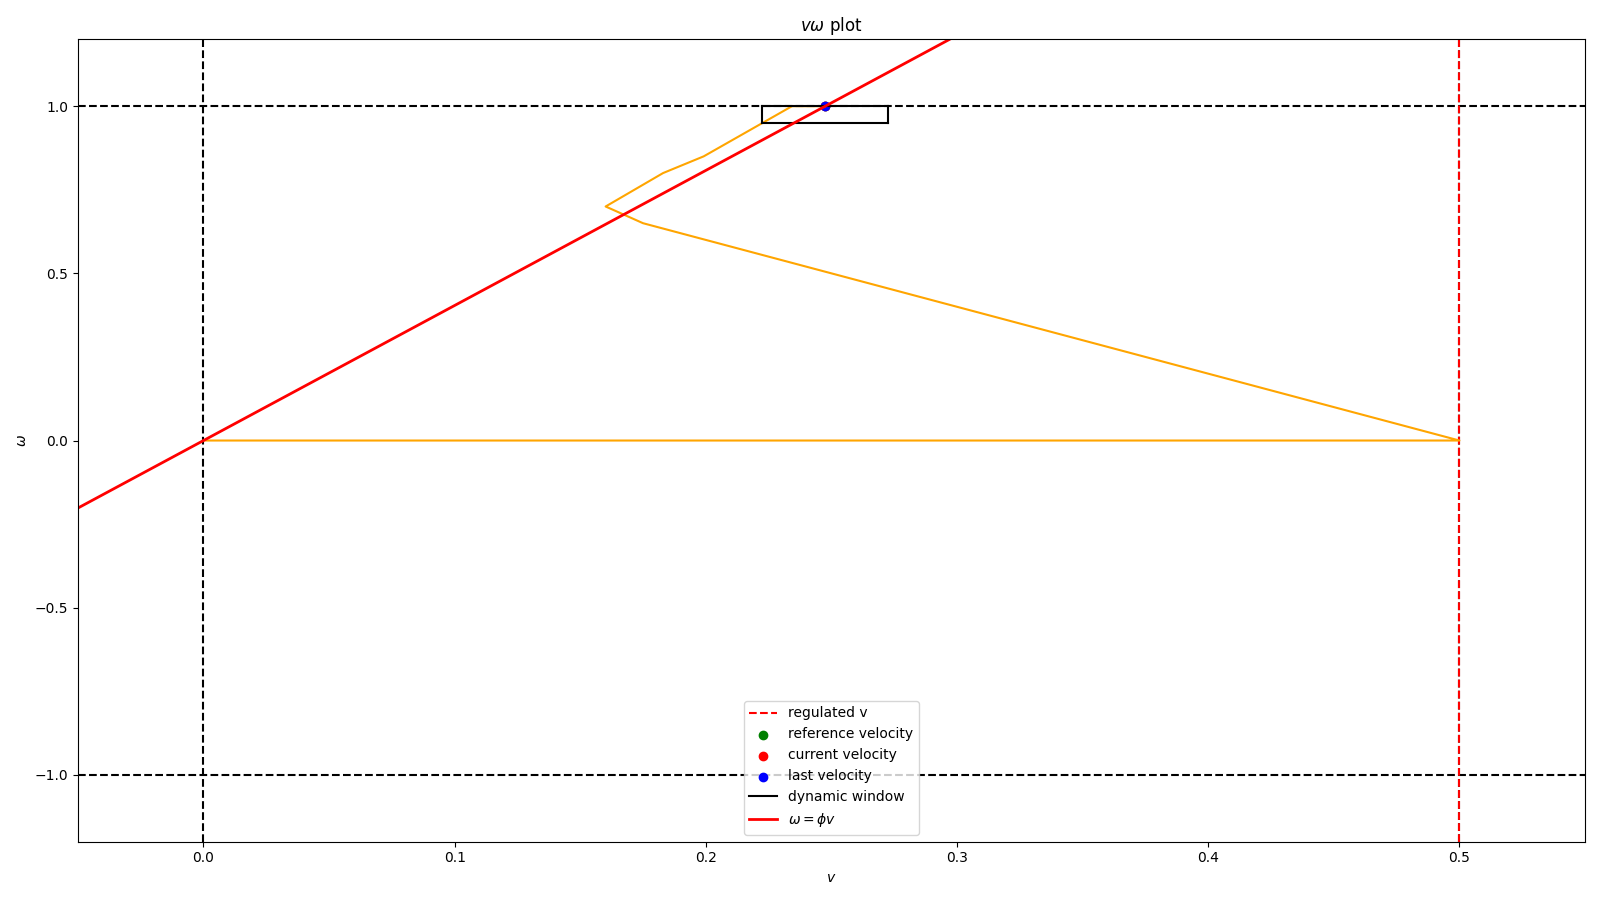 vω plot
1.0
0.5
0.0
−0.5
−1.0
ω
0.0
0.1
0.2
0.3
0.4
0.5
v
regulated v
reference velocity
current velocity
last velocity
dynamic window
ω = ϕv